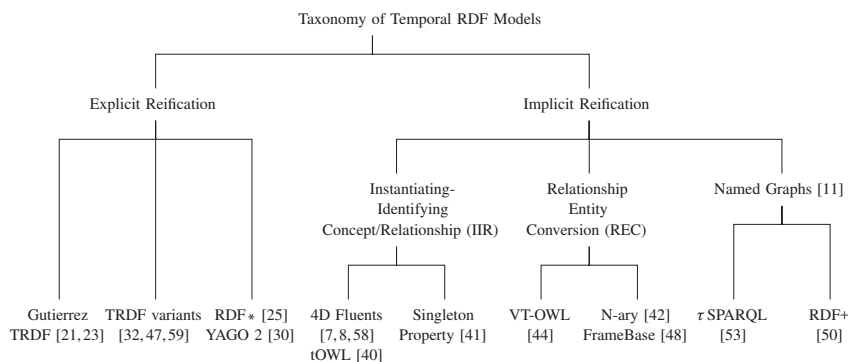 Taxonomy of Temporal RDF Models
Explicit Reification
Implicit Reification
Instantiating-
Identifying
Concept/Relationship (IIR)
Relationship
Entity
Conversion (REC)
Named Graphs [11]
Gutierrez
TRDF [21,23]
TRDF variants
[32,47,59]
RDF* [25]
YAGO 2 [30]
4D Fluents
[7,8,58]
tOWL [40]
Singleton
Property [41]
VT-OWL
[44]
N-ary [42]
FrameBase [48]
τ SPARQL
[53]
RDF+
[50]